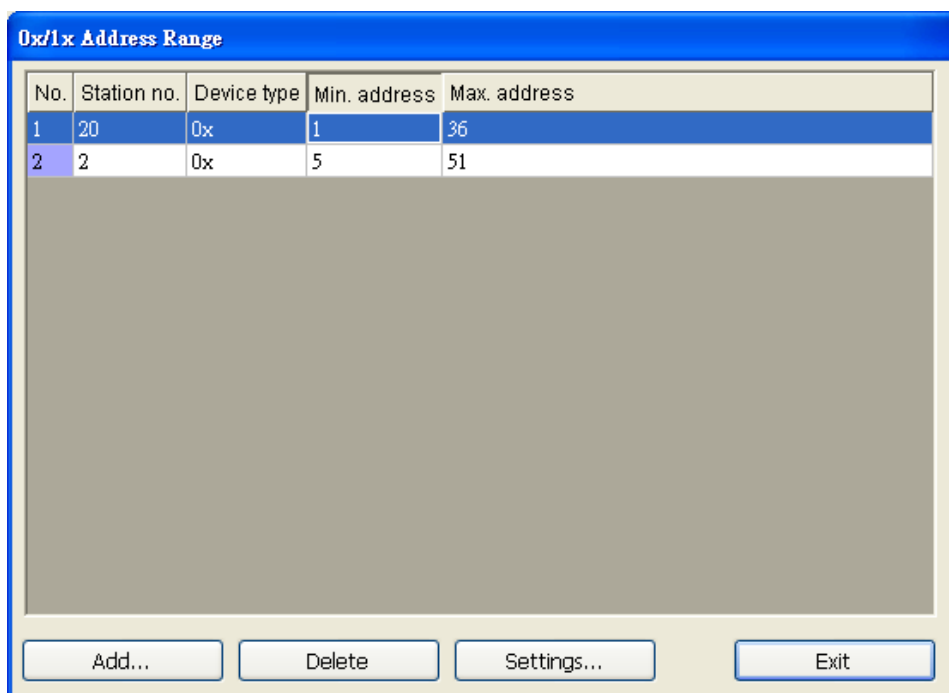 0x/1x Address Range
No. Station no. Device type Min. address Max. address
1 20 0x 1 36
2 2 0x 5 51
Add... Delete Settings... Exit